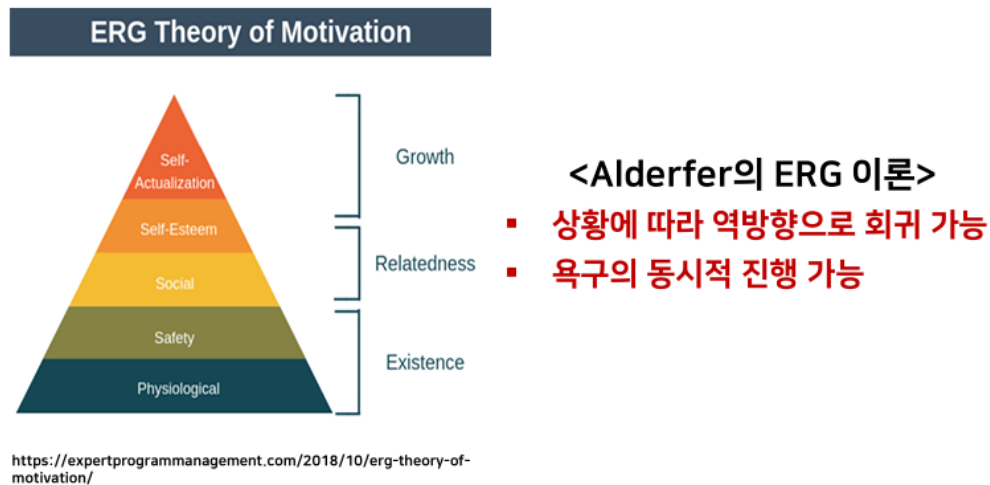 ERG Theory of Motivation
Self-
Actualization
Self-Esteem
Social
Safety
Physiological
Growth
Relatedness
Existence
<Alderfer의 ERG 이론>
▪ 상황에 따라 역방향으로 회귀 가능
▪ 욕구의 동시적 진행 가능
https://expertprogrammanagement.com/2018/10/erg-theory-of-
motivation/